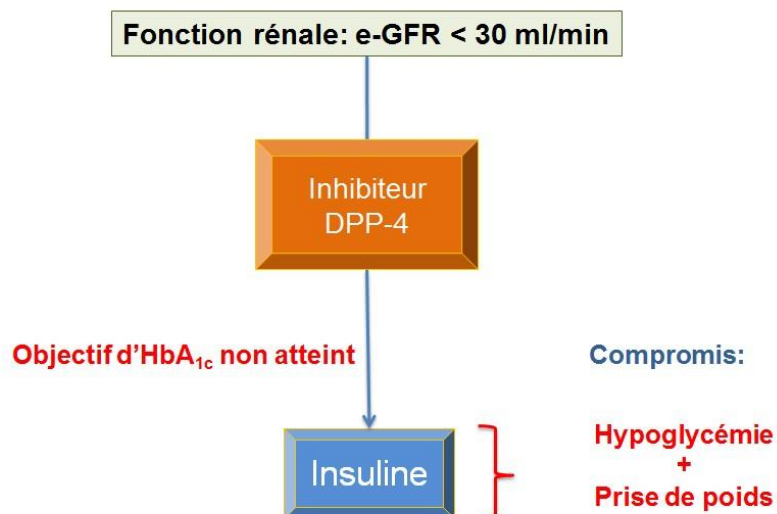 Fonction rénale: e-GFR < 30 ml/min
Inhibiteur
DPP-4
Objectif d'HbA1c non atteint
Compromis:
Insuline
Hypoglycémie
+
Prise de poids